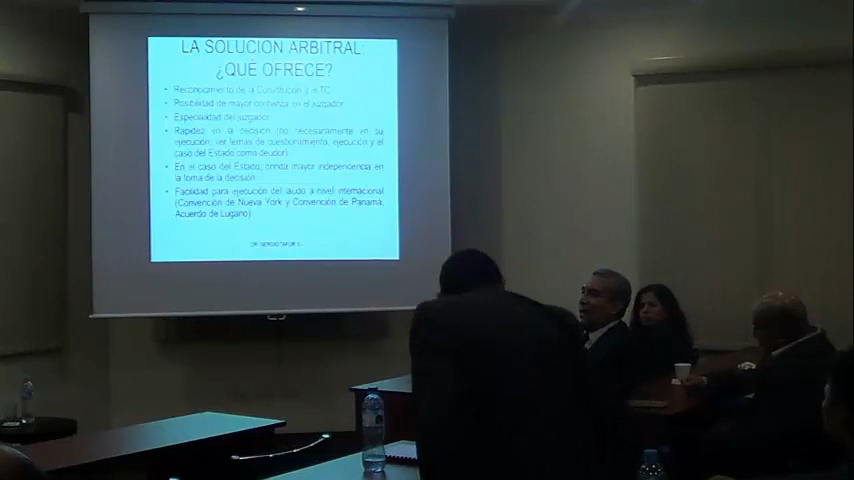 LA SOLUCION ARBITRAL:
¿QUÉ OFRECE?
• Reconocimiento de la Constitución y el TC
• Posibilidad de mayor confianza en el juzgador
• Especialidad del juzgador
• Rapidez en la decisión (no necesariamente en su
ejecución, ver temas de cuestionamiento, ejecución y el
caso del Estado como deudor)
• En el caso del Estado, brinda mayor independencia en
la toma de la decisión
• Facilidad para ejecución del laudo a nivel internacional
(Convención de Nueva York y Convención de Panamá,
Acuerdo de Lugano)
DR. SERGIO TAFUR S.